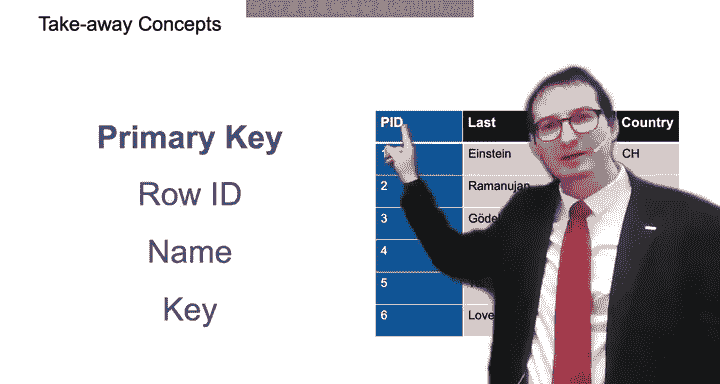 Take-away Concepts
Primary Key
Row ID
Name
Key
PID Last Country
Einstein CH
2 Ramanujan
3
4
5
6